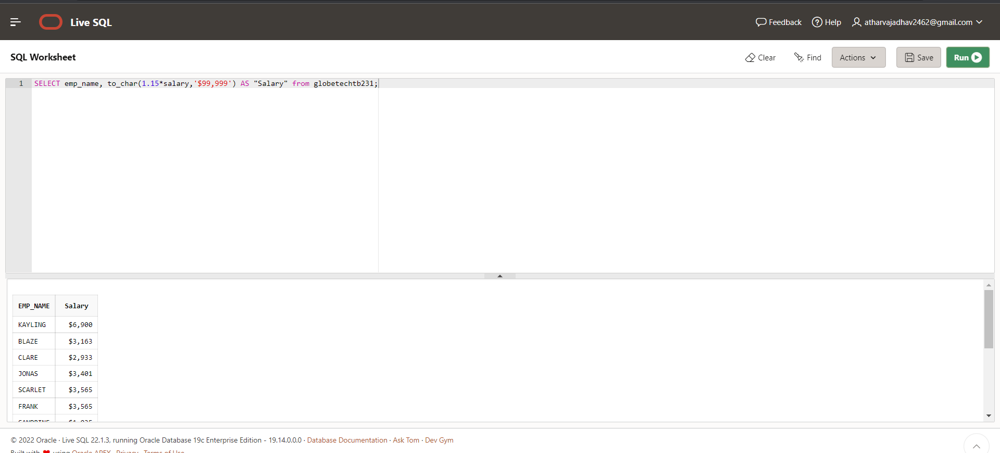 Live SQL
Feedback
Help
atharvajadhav2462@gmail.com
SQL Worksheet
Clear
Find
Actions
Save
Run
1 SELECT emp_name, to_char(1.15*salary,'$99,999') AS "Salary" from globetechtb231;
EMP_NAME Salary
KAYLING $6,900
BLAZE $3,163
CLARE $2,933
JONAS $3,401
SCARLET $3,565
FRANK $3,565
© 2022 Oracle · Live SQL 22.1.3, running Oracle Database 19c Enterprise Edition - 19.14.0.0.0 · Database Documentation · Ask Tom · Dev Gym
Built with ❤ using Oracle APEX · Privacy · Terms of Use